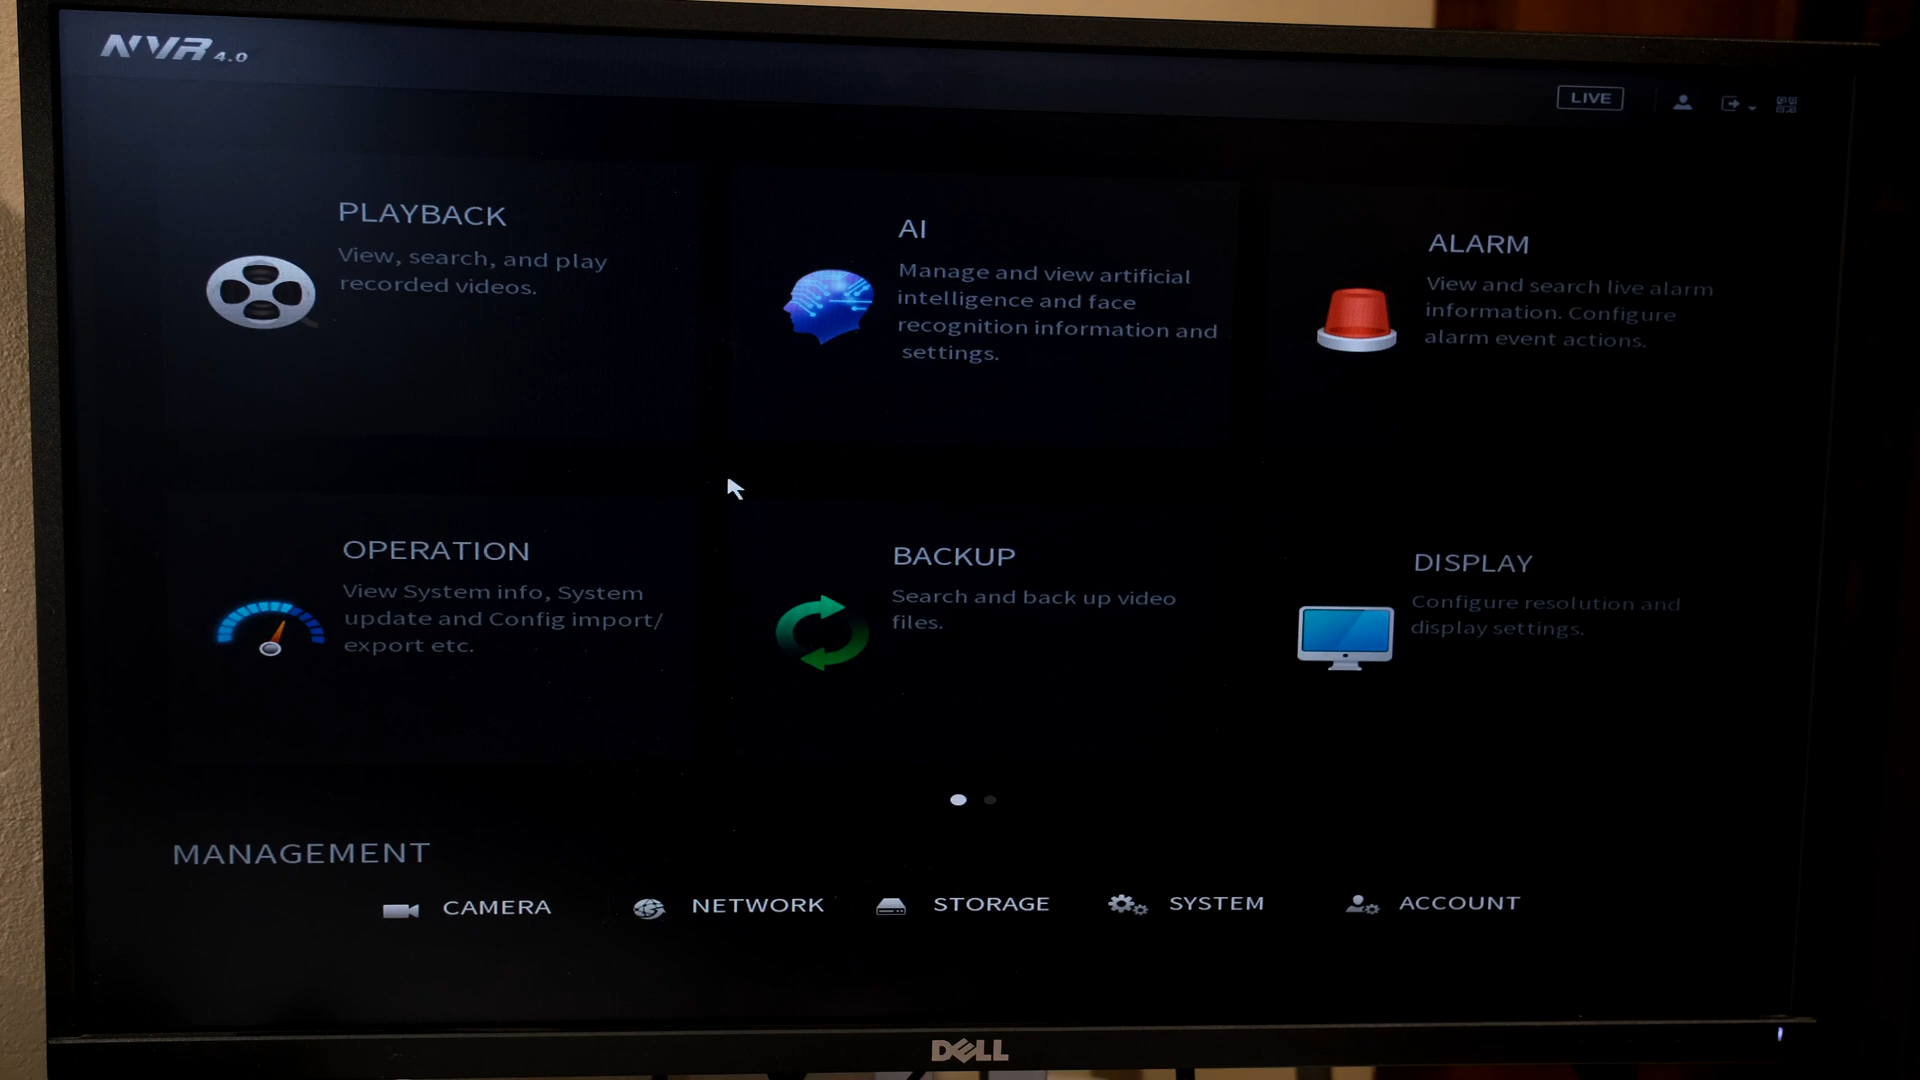 NVR 4.0
LIVE
PLAYBACK
View, search, and play
recorded videos.
AI
Manage and view artificial
intelligence and face
recognition information and
settings.
ALARM
View and search live alarm
information. Configure
alarm event actions.
OPERATION
View System info, System
update and Config import/
export etc.
BACKUP
Search and back up video
files.
DISPLAY
Configure resolution and
display settings.
MANAGEMENT
CAMERA
NETWORK
STORAGE
SYSTEM
ACCOUNT
DELL